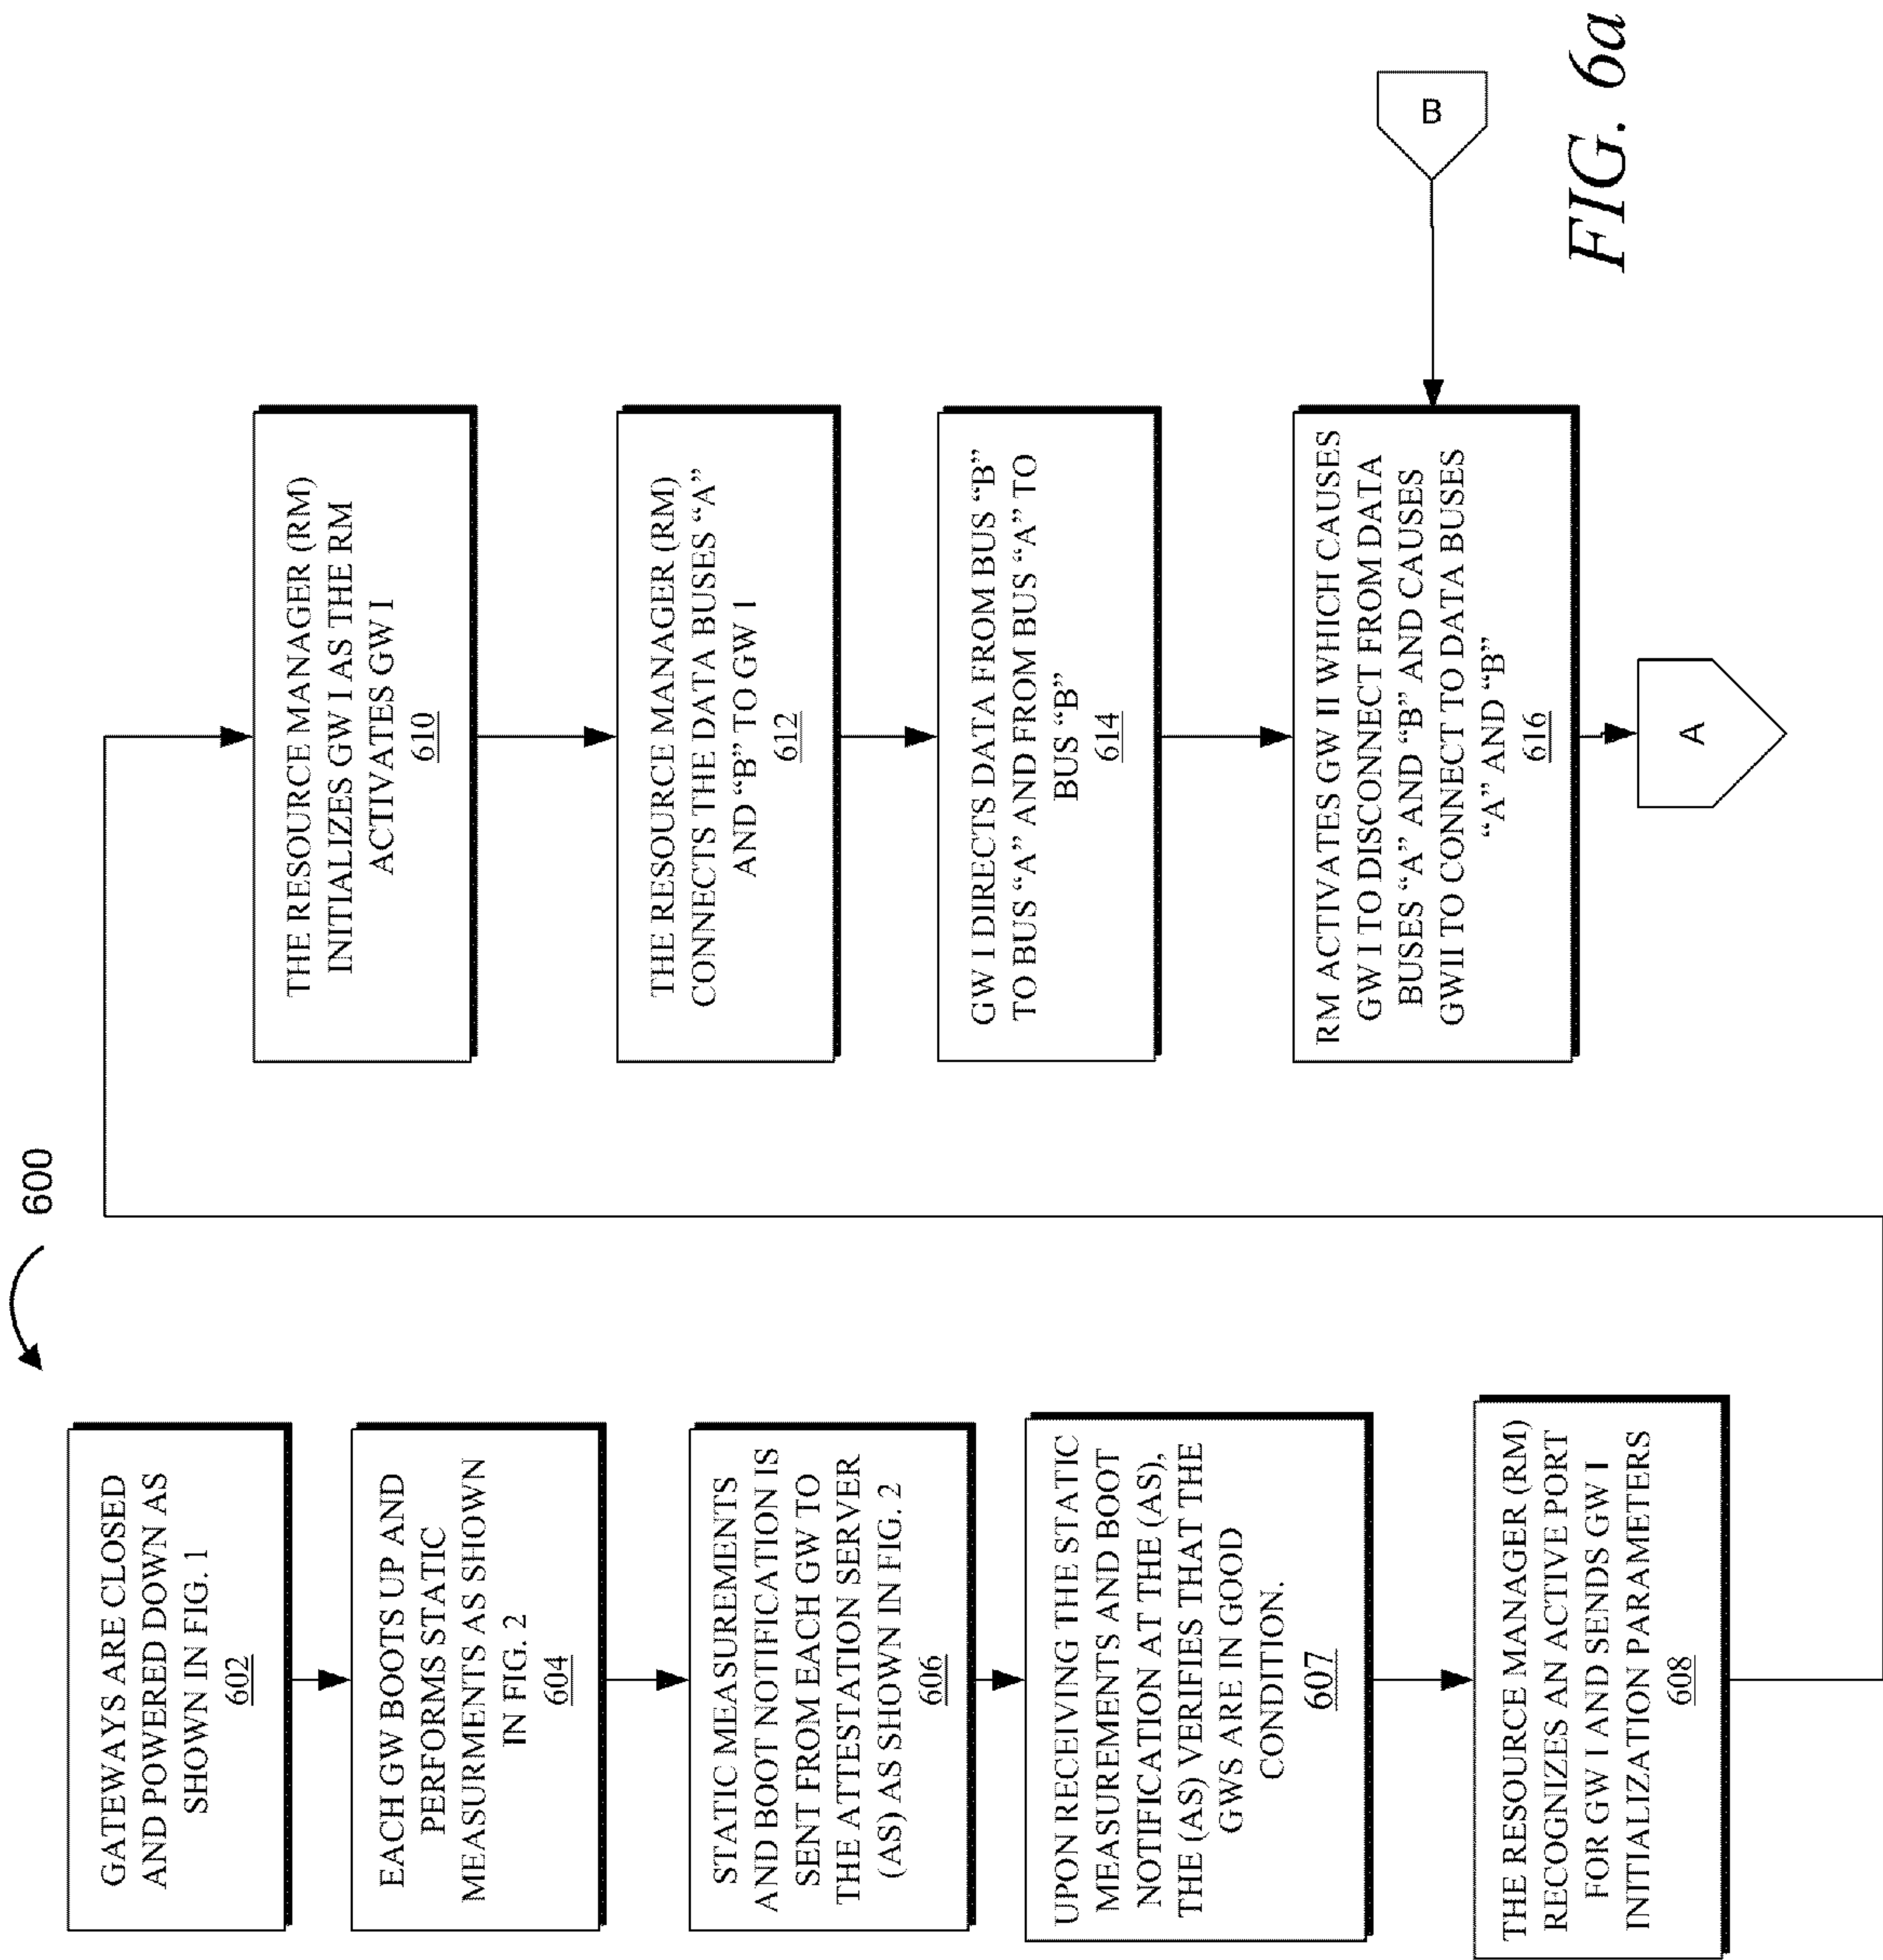 600
GATEWAYS ARE CLOSED
AND POWERED DOWN AS
SHOWN IN FIG. 1
602
EACH GW BOOTS UP AND
PERFORMS STATIC
MEASURMENTS AS SHOWN
IN FIG. 2
604
STATIC MEASUREMENTS
AND BOOT NOTIFICATION IS
SENT FROM EACH GW TO
THE ATTESTATION SERVER
(AS) AS SHOWN IN FIG. 2
606
UPON RECEIVING THE STATIC
MEASUREMENTS AND BOOT
NOTIFICATION AT THE (AS),
THE (AS) VERIFIES THAT THE
GWS ARE IN GOOD
CONDITION.
607
THE RESOURCE MANAGER (RM)
RECOGNIZES AN ACTIVE PORT
FOR GW I AND SENDS GW I
INITIALIZATION PARAMETERS
608
THE RESOURCE MANAGER (RM)
INITIALIZES GW I AS THE RM
ACTIVATES GW I
610
THE RESOURCE MANAGER (RM)
CONNECTS THE DATA BUSES “A”
AND “B” TO GW 1
612
GW I DIRECTS DATA FROM BUS “B”
TO BUS “A” AND FROM BUS “A” TO
BUS “B”
614
RM ACTIVATES GW II WHICH CAUSES
GW I TO DISCONNECT FROM DATA
BUSES “A” AND “B” AND CAUSES
GWII TO CONNECT TO DATA BUSES
“A” AND “B”
616
A
B
FIG. 6a